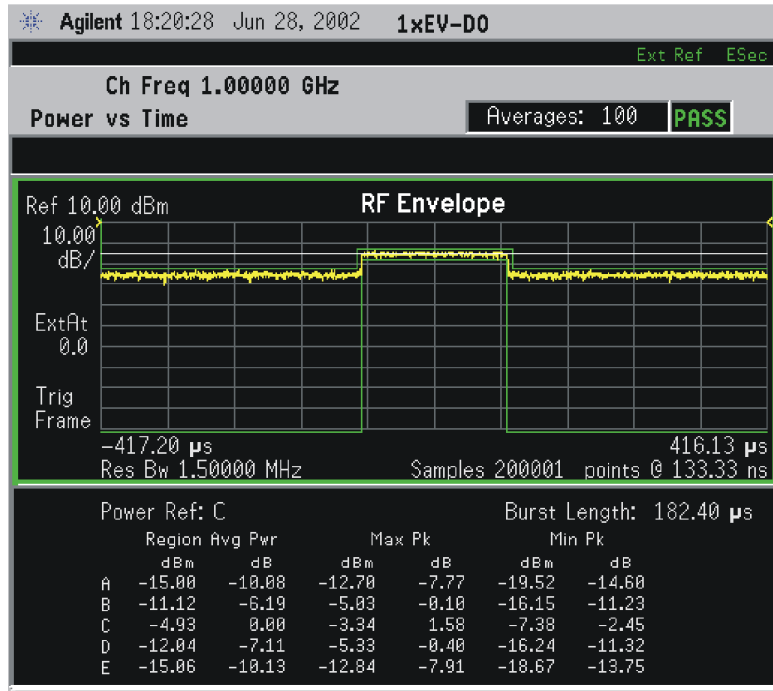 Agilent 18:20:28 Jun 28, 2002 1xEV-DO
Ext Ref ESec
Ch Freq 1.00000 GHz
Power vs Time Averages: 100 PASS
Ref 10.00 dBm RF Envelope
10.00
dB/
ExtAt
0.0
Trig
Frame
-417.20 µs 416.13 µs
Res Bw 1.50000 MHz Samples 200001 points @ 133.33 ns
Power Ref: C Burst Length: 182.40 µs
Region Avg Pwr Max Pk Min Pk
dBm dB dBm dB dBm dB
A -15.00 -10.08 -12.70 -7.77 -19.52 -14.60
B -11.12 -6.19 -5.03 -0.10 -16.15 -11.23
C -4.93 0.00 -3.34 1.58 -7.38 -2.45
D -12.04 -7.11 -5.33 -0.40 -16.24 -11.32
E -15.06 -10.13 -12.84 -7.91 -18.67 -13.75